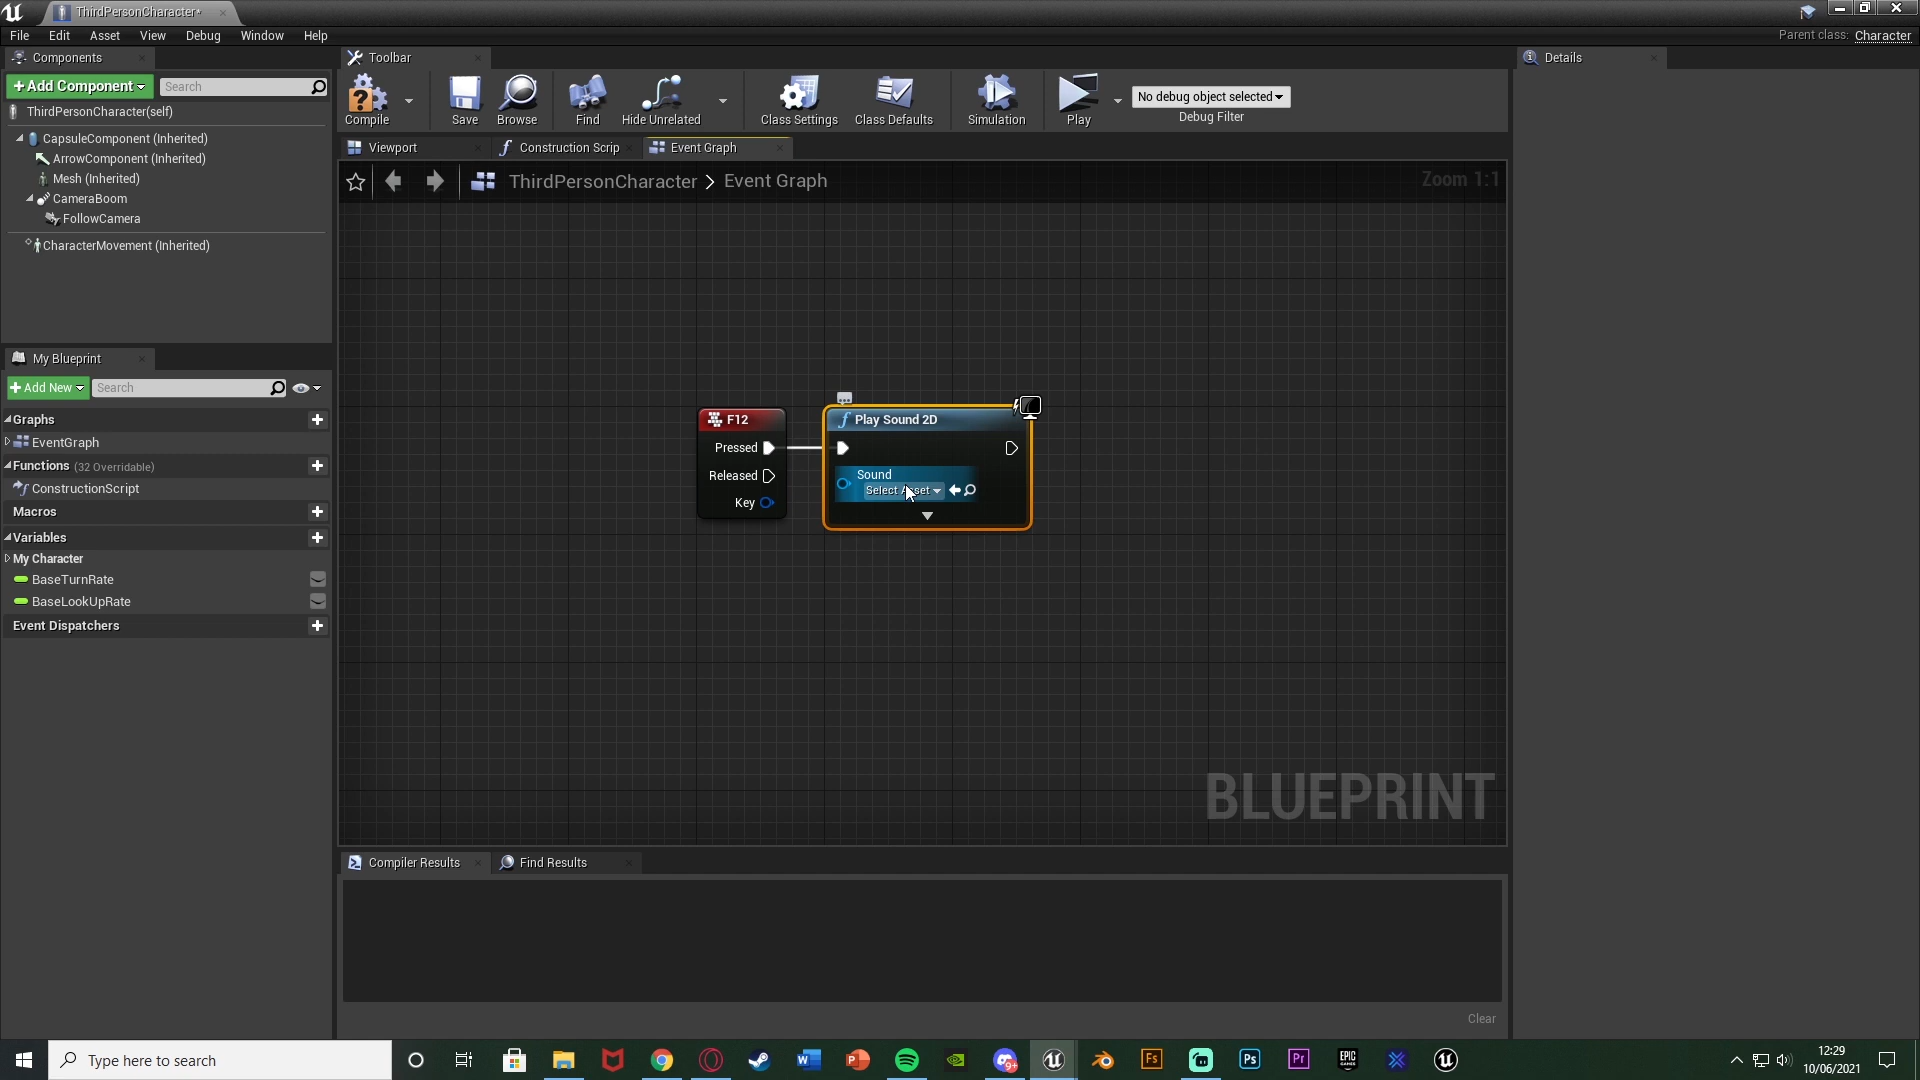 ThirdPersonCharacter*
File Edit Asset View Debug Window Help
Parent class: Character
Components
Toolbar
Details
+Add Component
Search
ThirdPersonCharacter(self)
CapsuleComponent (Inherited)
ArrowComponent (Inherited)
Mesh (Inherited)
CameraBoom
FollowCamera
CharacterMovement (Inherited)
Compile
Save
Browse
Find
Hide Unrelated
Class Settings
Class Defaults
Simulation
Play
No debug object selected
Debug Filter
Viewport
Construction Scrip
Event Graph
ThirdPersonCharacter > Event Graph
Zoom 1:1
My Blueprint
+Add New
Search
Graphs
EventGraph
Functions (32 Overridable)
ConstructionScript
Macros
Variables
My Character
BaseTurnRate
BaseLookUpRate
Event Dispatchers
F12
Pressed
Released
Key
Play Sound 2D
Sound
Select Asset
BLUEPRINT
Compiler Results
Find Results
Clear
Type here to search
9+
12:29
10/06/2021